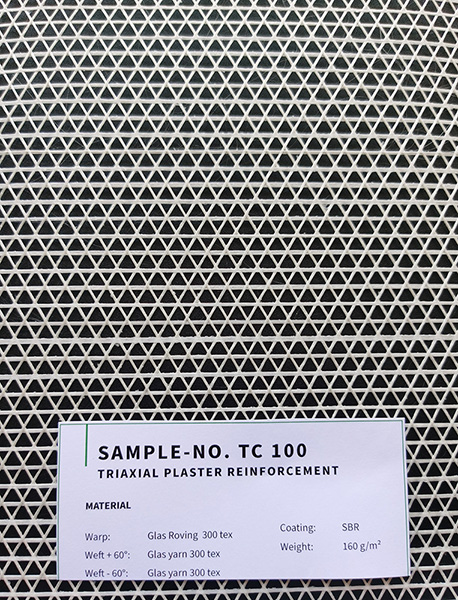 SAMPLE-NO. TC 100
TRIAXIAL PLASTER REINFORCEMENT
MATERIAL
Warp: Glas Roving 300 tex
Weft + 60°: Glas yarn 300 tex
Weft - 60°: Glas yarn 300 tex
Coating: SBR
Weight: 160 g/m²